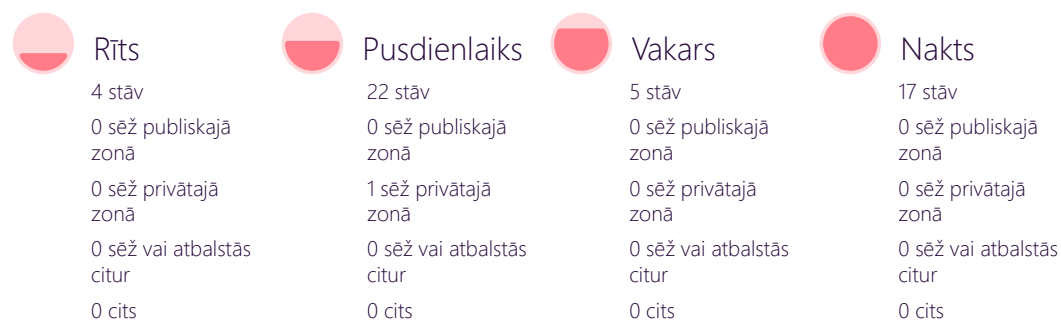 Rīts
4 stāv
0 sēž publiskajā
zonā
0 sēž privātajā
zonā
0 sēž vai atbalstās
citur
0 cits
Pusdienlaiks
22 stāv
0 sēž publiskajā
zonā
1 sēž privātajā
zonā
0 sēž vai atbalstās
citur
0 cits
Vakars
5 stāv
0 sēž publiskajā
zonā
0 sēž privātajā
zonā
0 sēž vai atbalstās
citur
0 cits
Nakts
17 stāv
0 sēž publiskajā
zonā
0 sēž privātajā
zonā
0 sēž vai atbalstās
citur
0 cits